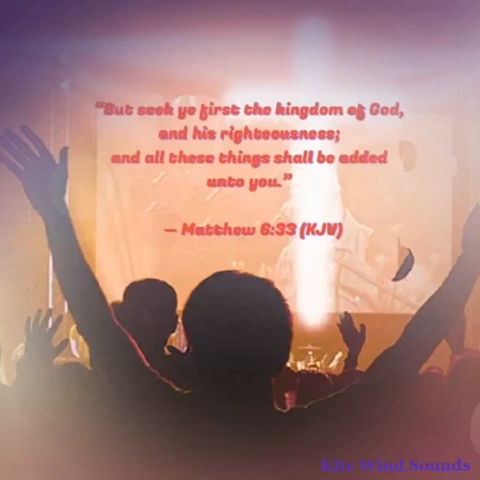 “But seek ye first the kingdom of God,
and his righteousness;
and all these things shall be added
unto you.”
— Matthew 6:33 (KJV)
Kite Wind Sounds